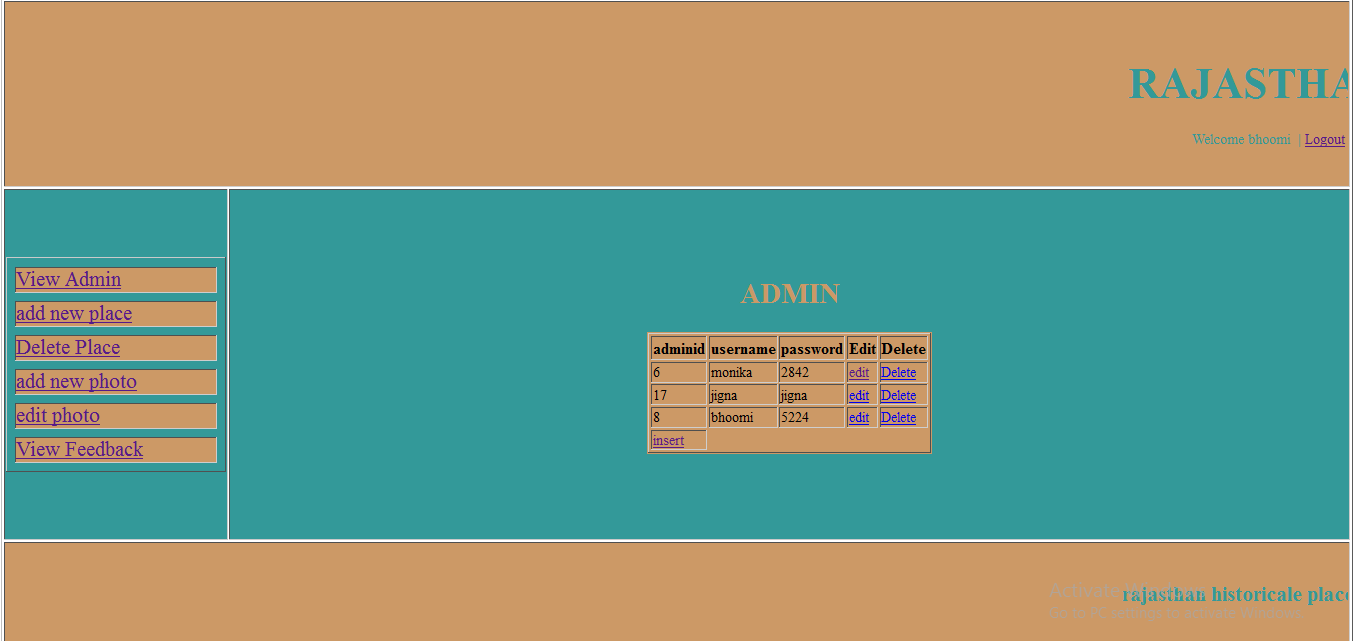 RAJASTHA
Welcome bhoomi | Logout
View Admin
add new place
Delete Place
add new photo
edit photo
View Feedback
ADMIN
adminid username password Edit Delete
6 monika 2842 edit Delete
17 jigna jigna edit Delete
8 bhoomi 5224 edit Delete
insert
Activate
rajasthan historicale place